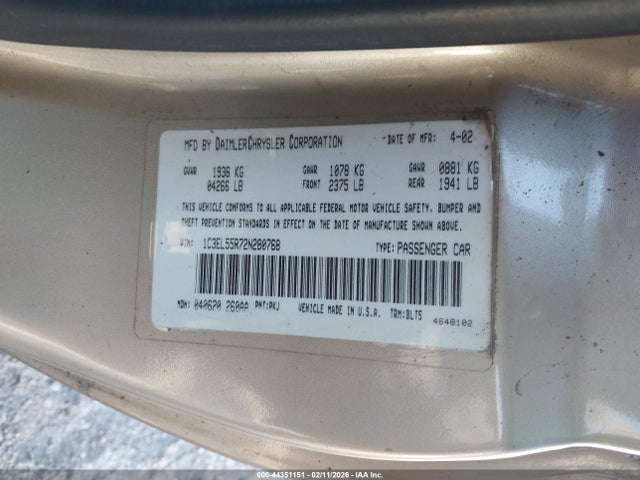 MFD BY DAIMLERCHRYSLER CORPORATION DATE OF MFR: 4-02
GVWR 1936 KG GAWR 1078 KG GAWR 0881 KG
04266 LB FRONT 2375 LB REAR 1941 LB
THIS VEHICLE CONFORMS TO ALL APPLICABLE FEDERAL MOTOR VEHICLE SAFETY, BUMPER AND
THEFT PREVENTION STANDARDS IN EFFECT ON THE DATE OF MANUFACTURE SHOWN ABOVE.
VIN: 1C3EL55R72N280768 TYPE: PASSENGER CAR
MDH: 040620 260AA PNT: PKJ VEHICLE MADE IN U.S.A. TRM: BLT5
4648102
000-44351151 - 02/11/2026 - IAAI.com